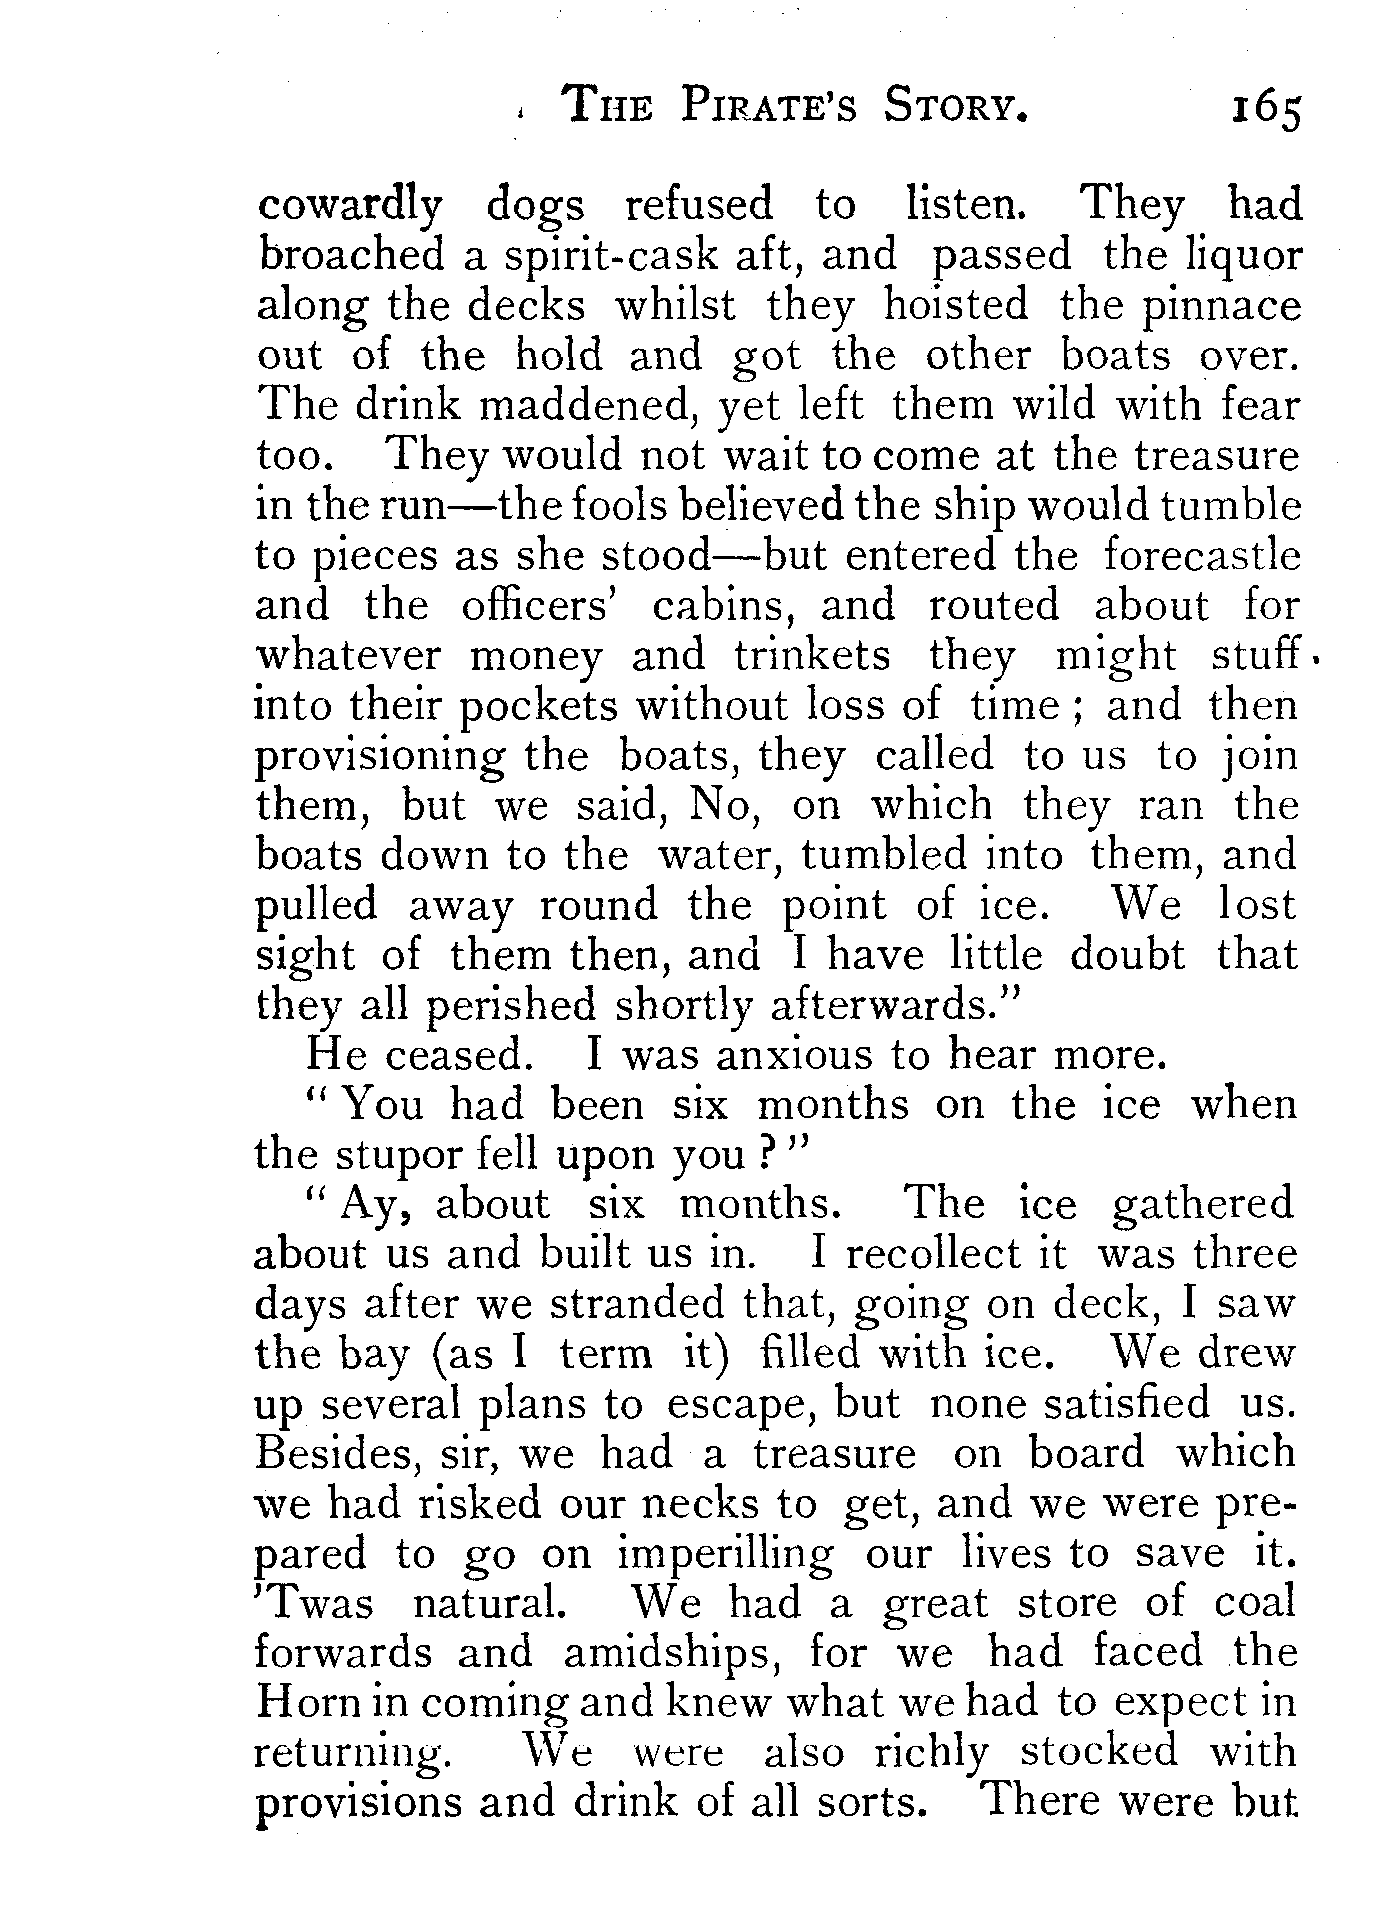 THE PIRATE'S STORY. 165
cowardly dogs refused to listen. They had
broached a spirit-cask aft, and passed the liquor
along the decks whilst they hoisted the pinnace
out of the hold and got the other boats over.
The drink maddened, yet left them wild with fear
too. They would not wait to come at the treasure
in the run—the fools believed the ship would tumble
to pieces as she stood—but entered the forecastle
and the officers' cabins, and routed about for
whatever money and trinkets they might stuff
into their pockets without loss of time ; and then
provisioning the boats, they called to us to join
them, but we said, No, on which they ran the
boats down to the water, tumbled into them, and
pulled away round the point of ice. We lost
sight of them then, and I have little doubt that
they all perished shortly afterwards."
He ceased. I was anxious to hear more.
" You had been six months on the ice when
the stupor fell upon you ? "
" Ay, about six months. The ice gathered
about us and built us in. I recollect it was three
days after we stranded that, going on deck, I saw
the bay (as I term it) filled with ice. We drew
up several plans to escape, but none satisfied us.
Besides, sir, we had a treasure on board which
we had risked our necks to get, and we were pre-
pared to go on imperilling our lives to save it.
'Twas natural. We had a great store of coal
forwards and amidships, for we had faced the
Horn in coming and knew what we had to expect in
returning. We were also richly stocked with
provisions and drink of all sorts. There were but